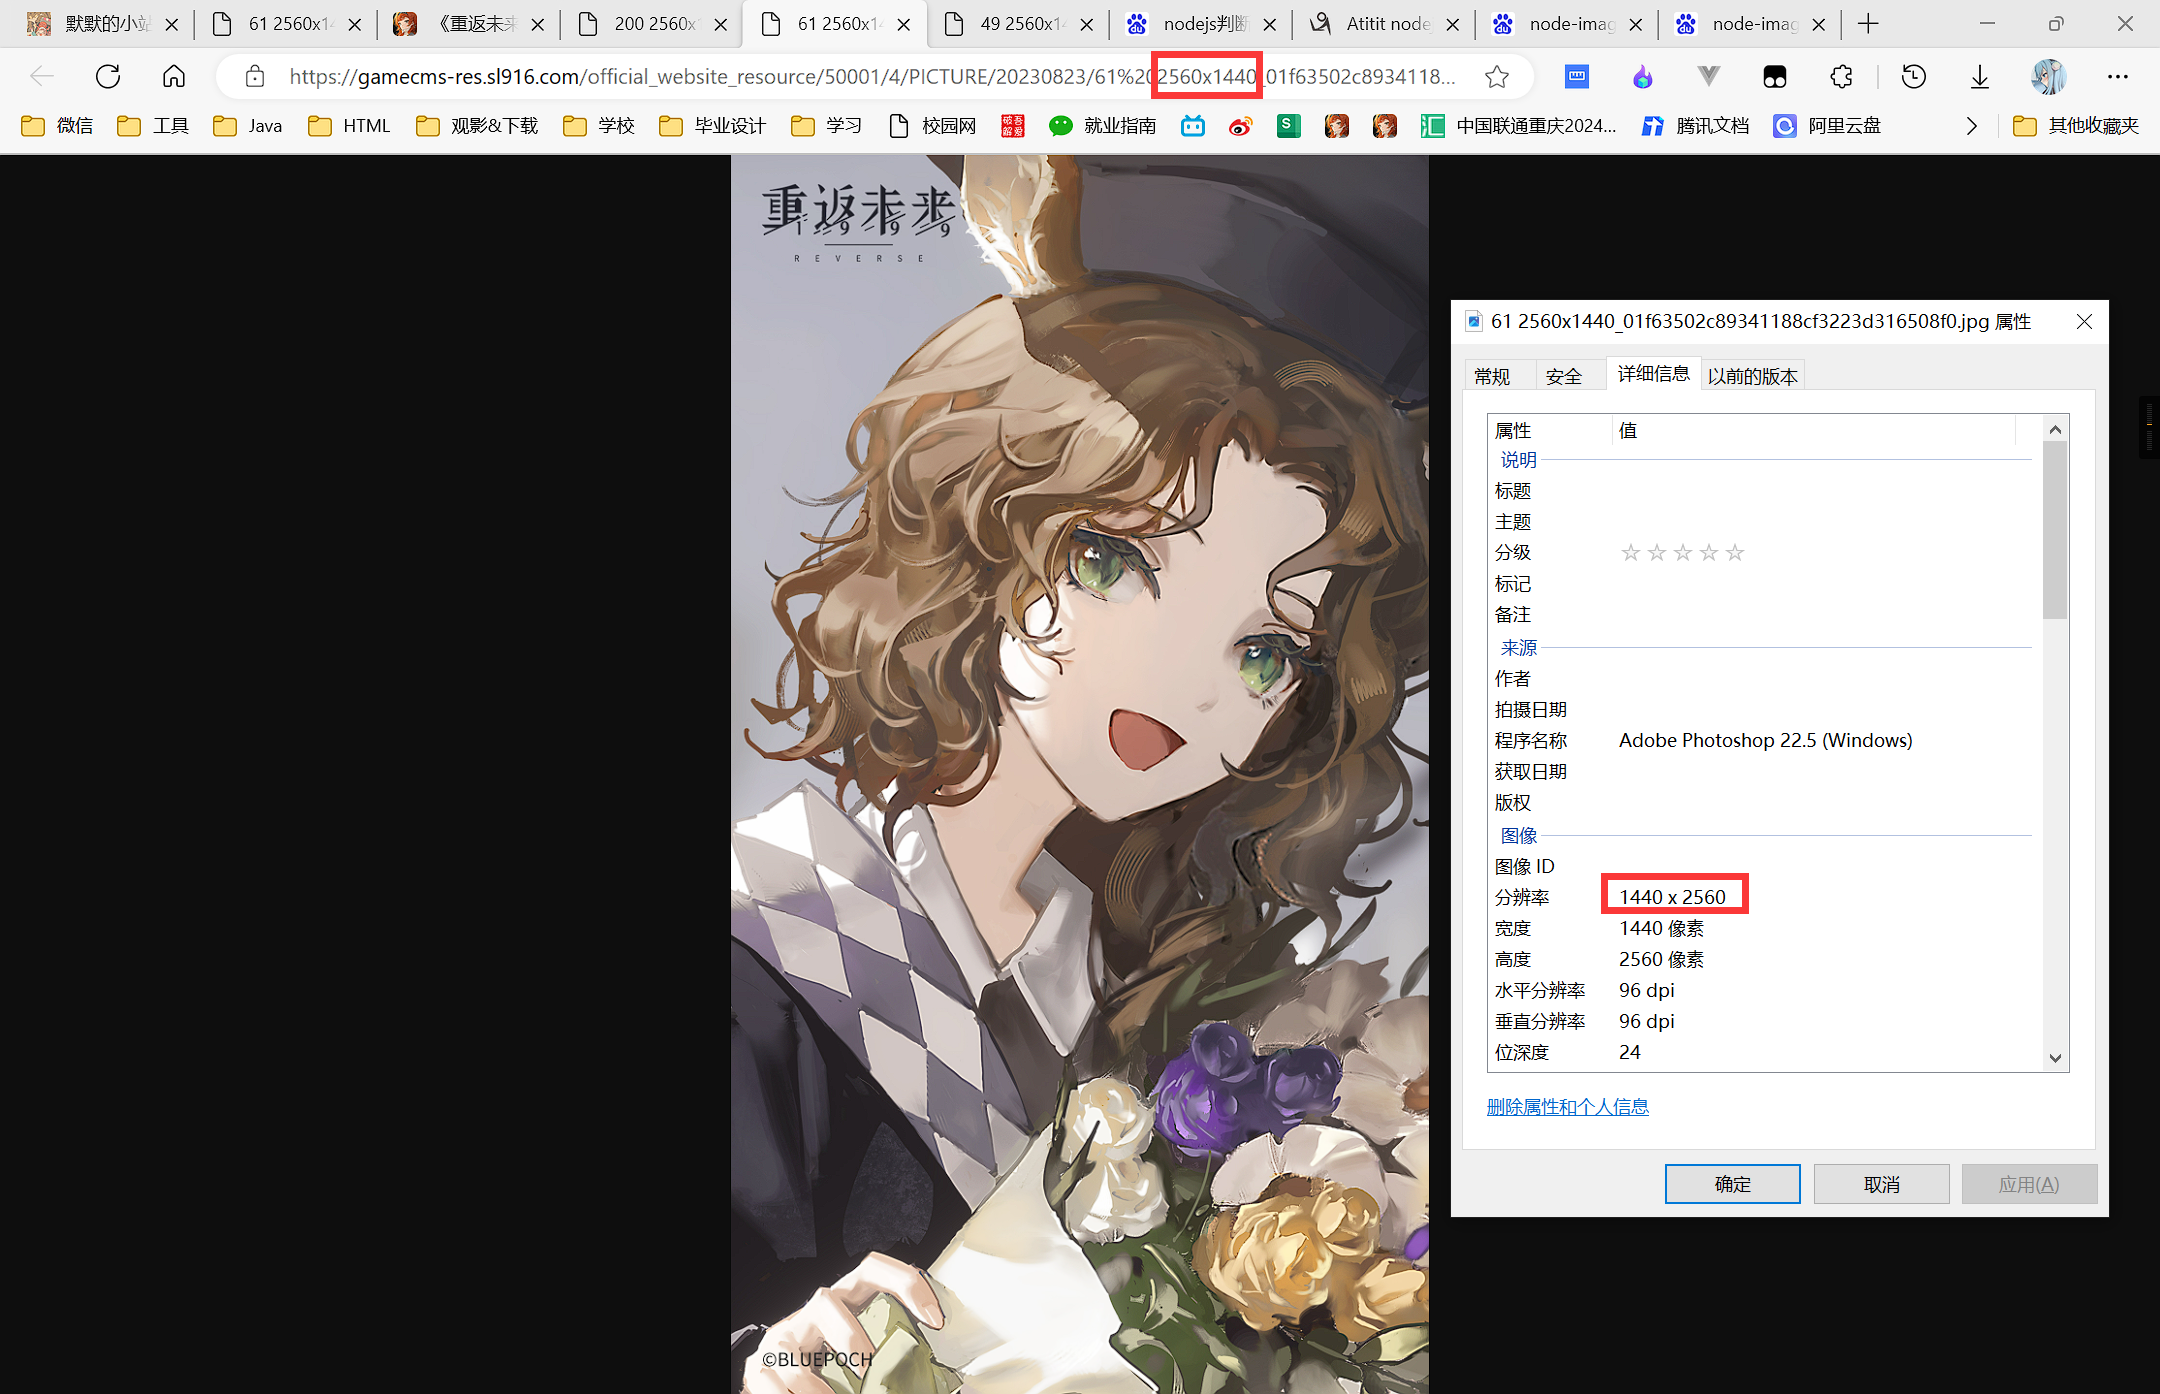 默默的小站
61 2560x14
《重返未来
200 2560x1
61 2560x14
49 2560x14
nodejs判断
Atitit node
node-imag
node-imag
https://gamecms-res.sl916.com/official_website_resource/50001/4/PICTURE/20230823/61%202560x1440_01f63502c8934118...
微信
工具
Java
HTML
观影&下载
学校
毕业设计
学习
校园网
就业指南
中国联通重庆2024...
腾讯文档
阿里云盘
其他收藏夹
重返未来
1999
REVERSE
©BLUEPOCH
61 2560x1440_01f63502c89341188cf3223d316508f0.jpg 属性
常规 安全 详细信息 以前的版本
属性 值
说明
标题
主题
分级
标记
备注
来源
作者
拍摄日期
程序名称 Adobe Photoshop 22.5 (Windows)
获取日期
版权
图像
图像 ID
分辨率 1440 x 2560
宽度 1440 像素
高度 2560 像素
水平分辨率 96 dpi
垂直分辨率 96 dpi
位深度 24
删除属性和个人信息
确定 取消 应用(A)